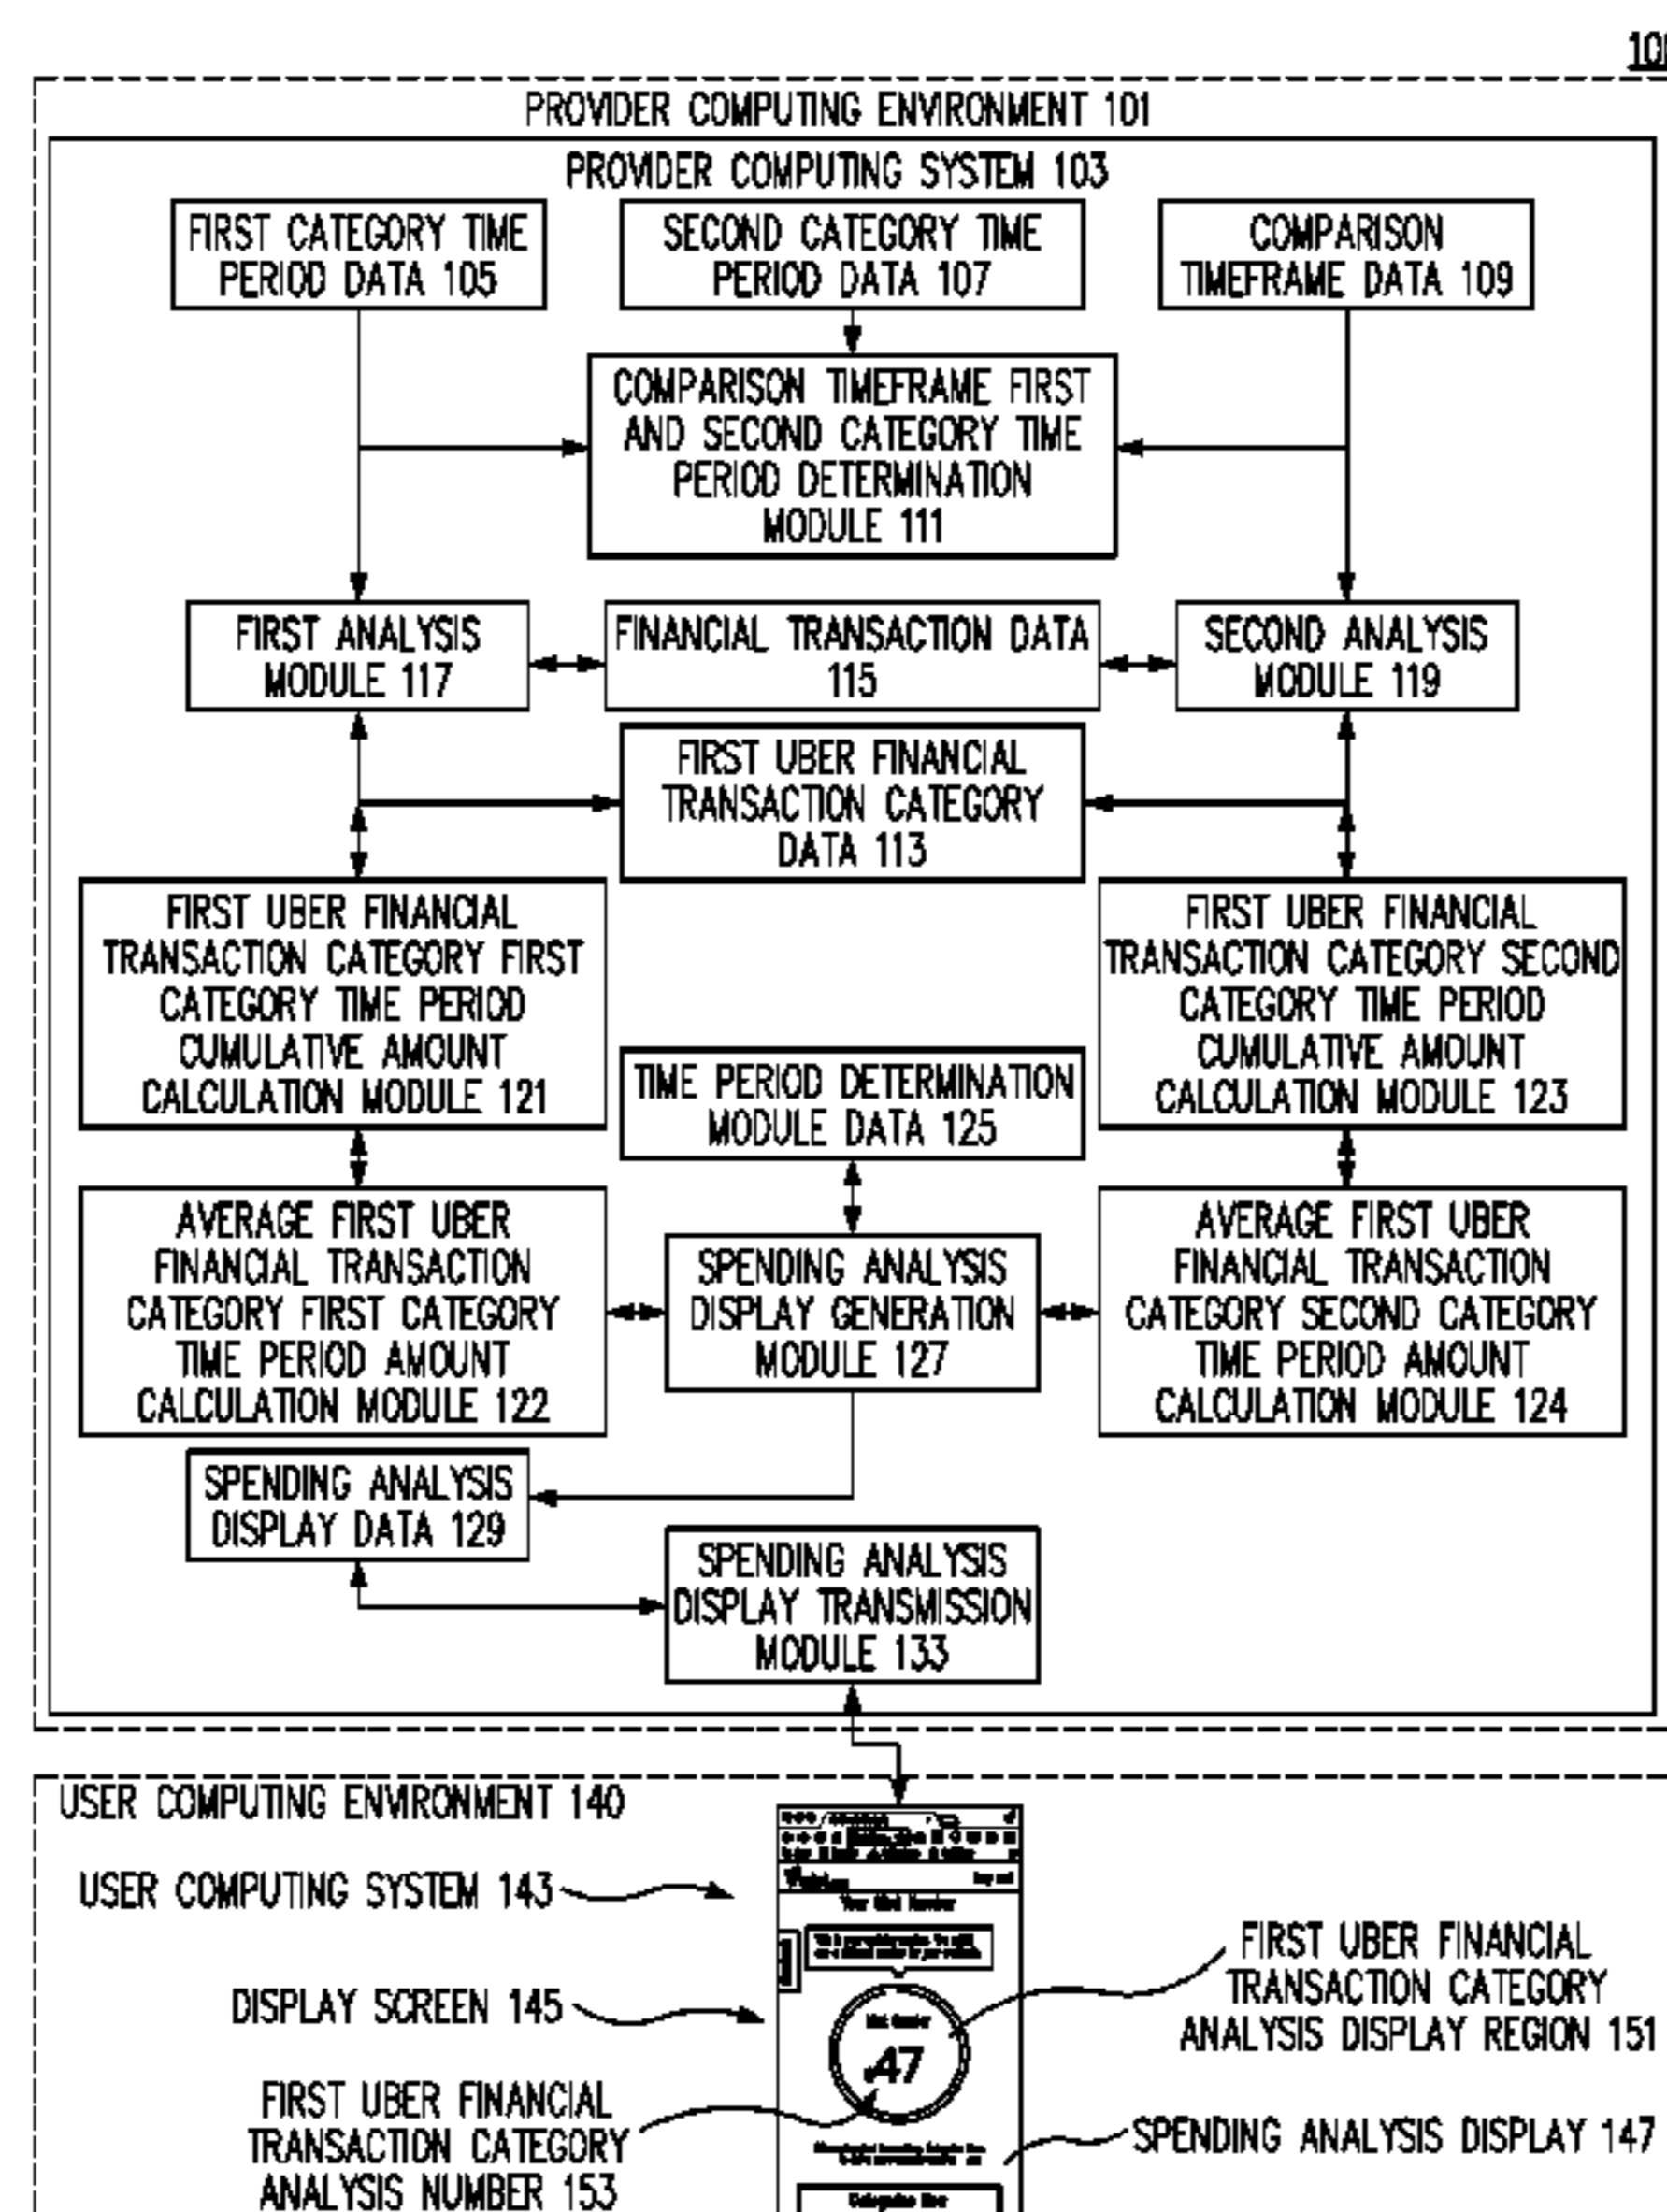 PROVIDER COMPUTING ENVIRONMENT 101
PROVIDER COMPUTING SYSTEM 103
FIRST CATEGORY TIME
PERIOD DATA 105
SECOND CATEGORY TIME
PERIOD DATA 107
COMPARISON
TIMEFRAME DATA 109
COMPARISON TIMEFRAME FIRST
AND SECOND CATEGORY TIME
PERIOD DETERMINATION
MODULE 111
FIRST ANALYSIS
MODULE 117
FINANCIAL TRANSACTION DATA
115
SECOND ANALYSIS
MODULE 119
FIRST UBER FINANCIAL
TRANSACTION CATEGORY
DATA 113
FIRST UBER FINANCIAL
TRANSACTION CATEGORY FIRST
CATEGORY TIME PERIOD
CUMULATIVE AMOUNT
CALCULATION MODULE 121
FIRST UBER FINANCIAL
TRANSACTION CATEGORY SECOND
CATEGORY TIME PERIOD
CUMULATIVE AMOUNT
CALCULATION MODULE 123
TIME PERIOD DETERMINATION
MODULE DATA 125
AVERAGE FIRST UBER
FINANCIAL TRANSACTION
CATEGORY FIRST CATEGORY
TIME PERIOD AMOUNT
CALCULATION MODULE 122
SPENDING ANALYSIS
DISPLAY GENERATION
MODULE 127
AVERAGE FIRST UBER
FINANCIAL TRANSACTION
CATEGORY SECOND CATEGORY
TIME PERIOD AMOUNT
CALCULATION MODULE 124
SPENDING ANALYSIS
DISPLAY DATA 129
SPENDING ANALYSIS
DISPLAY TRANSMISSION
MODULE 133
USER COMPUTING ENVIRONMENT 140
USER COMPUTING SYSTEM 143
DISPLAY SCREEN 145
.47
FIRST UBER FINANCIAL
TRANSACTION CATEGORY
ANALYSIS DISPLAY REGION 151
FIRST UBER FINANCIAL
TRANSACTION CATEGORY
ANALYSIS NUMBER 153
SPENDING ANALYSIS DISPLAY 147